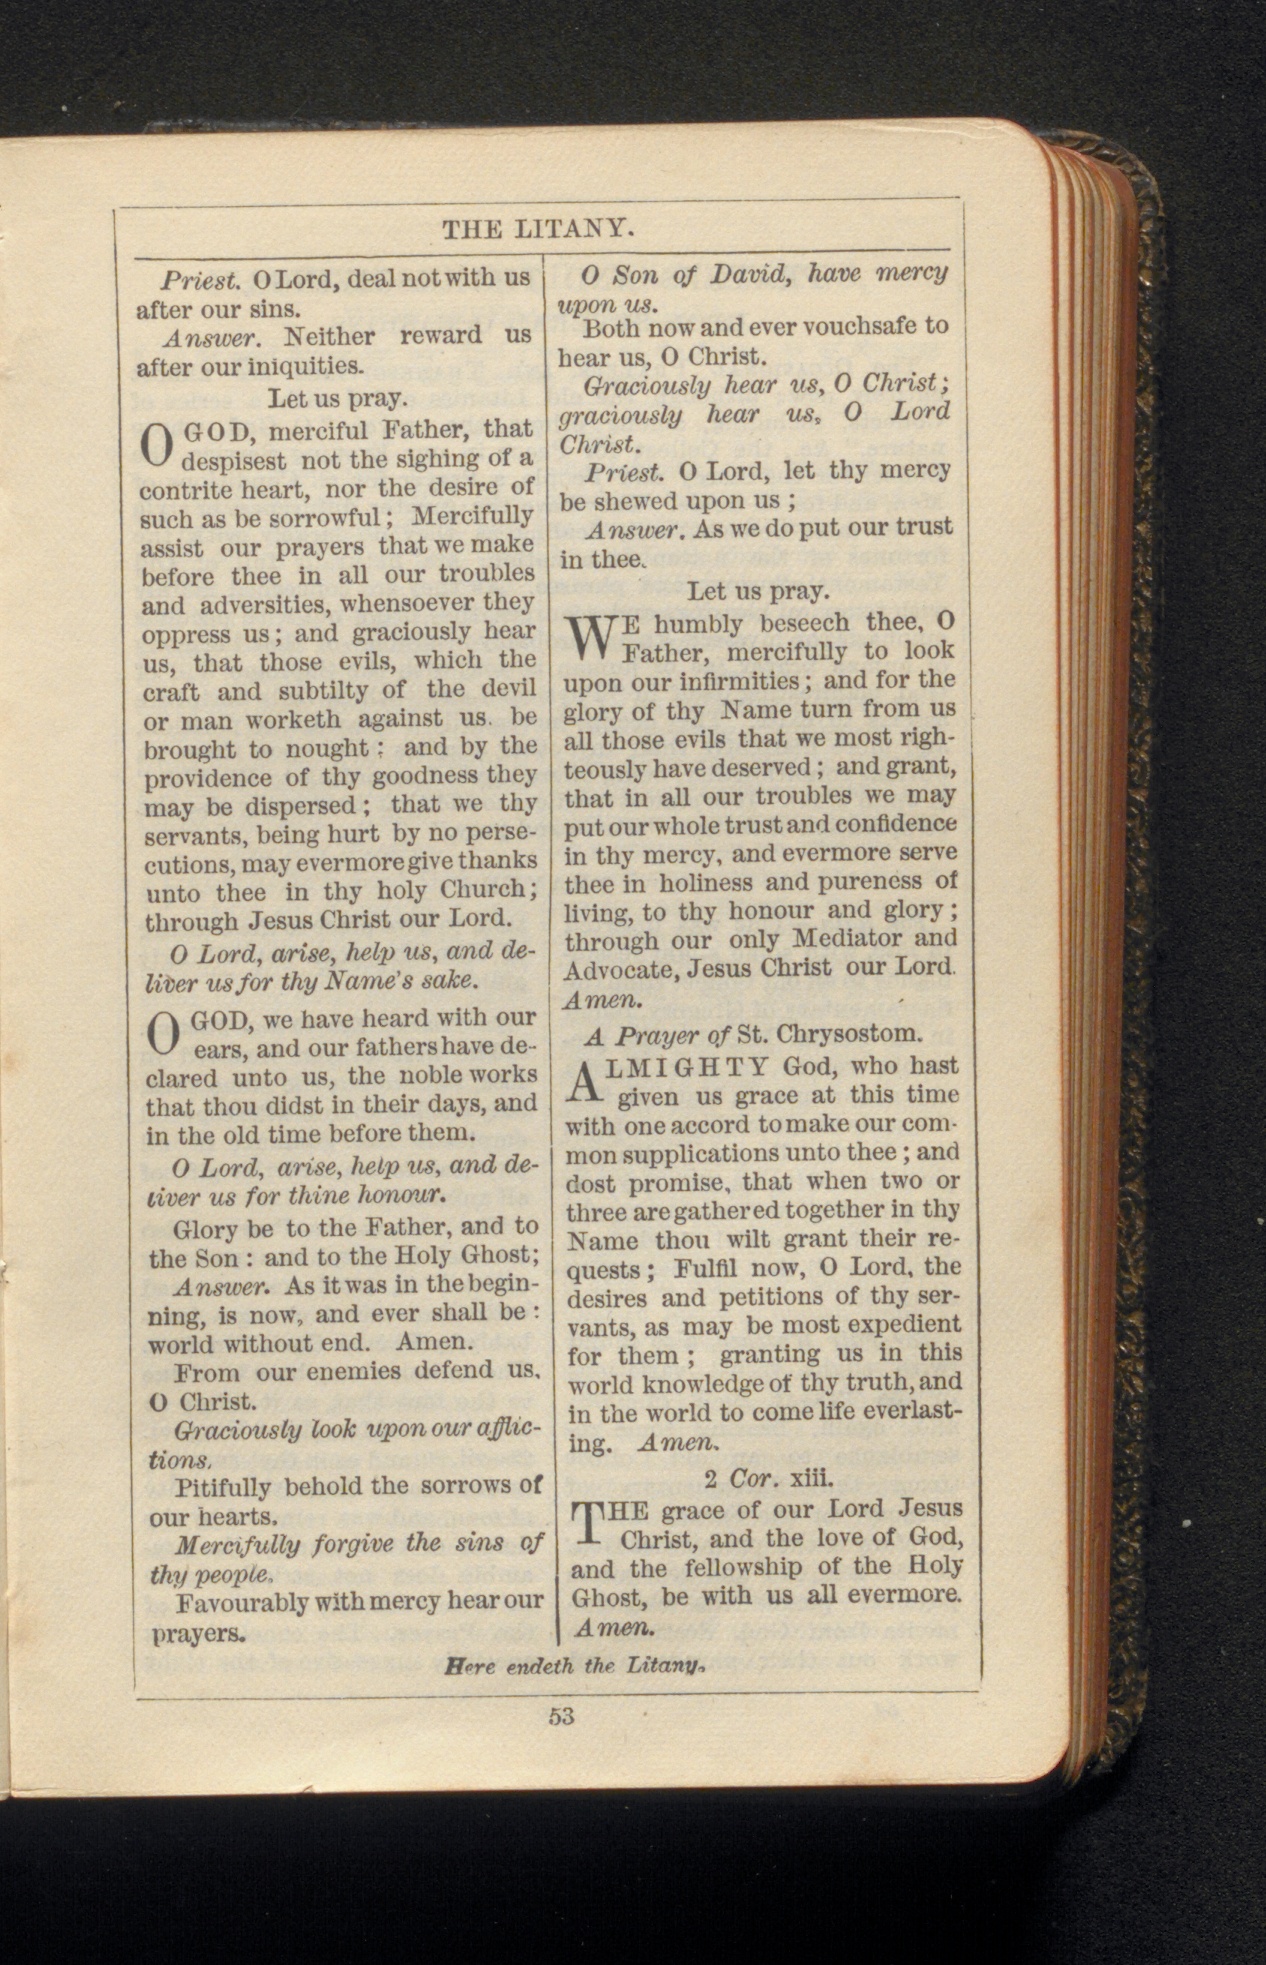 THE LITANY.
Priest. O Lord, deal not with us
after our sins.
Answer. Neither reward us
after our iniquities.
Let us pray.
O GOD, merciful Father, that
despisest not the sighing of a
contrite heart, nor the desire of
such as be sorrowful; Mercifully
assist our prayers that we make
before thee in all our troubles
and adversities, whensoever they
oppress us; and graciously hear
us, that those evils, which the
craft and subtilty of the devil
or man worketh against us, be
brought to nought; and by the
providence of thy goodness they
may be dispersed; that we thy
servants, being hurt by no perse-
cutions, may evermore give thanks
unto thee in thy holy Church;
through Jesus Christ our Lord.
O Lord, arise, help us, and de-
liver us for thy Name's sake.
O GOD, we have heard with our
ears, and our fathers have de-
clared unto us, the noble works
that thou didst in their days, and
in the old time before them.
O Lord, arise, help us, and de-
liver us for thine honour.
Glory be to the Father, and to
the Son: and to the Holy Ghost;
Answer. As it was in the begin-
ning, is now, and ever shall be:
world without end. Amen.
From our enemies defend us,
O Christ.
Graciously look upon our afflic-
tions.
Pitifully behold the sorrows of
our hearts.
Mercifully forgive the sins of
thy people.
Favourably with mercy hear our
prayers.
O Son of David, have mercy
upon us.
Both now and ever vouchsafe to
hear us, O Christ.
Graciously hear us, O Christ;
graciously hear us, O Lord
Christ.
Priest. O Lord, let thy mercy
be shewed upon us;
Answer. As we do put our trust
in thee.
Let us pray.
WE humbly beseech thee, O
Father, mercifully to look
upon our infirmities; and for the
glory of thy Name turn from us
all those evils that we most righ-
teously have deserved; and grant,
that in all our troubles we may
put our whole trust and confidence
in thy mercy, and evermore serve
thee in holiness and pureness of
living, to thy honour and glory;
through our only Mediator and
Advocate, Jesus Christ our Lord.
Amen.
A Prayer of St. Chrysostom.
ALMIGHTY God, who hast
given us grace at this time
with one accord to make our com-
mon supplications unto thee; and
dost promise, that when two or
three are gathered together in thy
Name thou wilt grant their re-
quests; Fulfil now, O Lord, the
desires and petitions of thy ser-
vants, as may be most expedient
for them; granting us in this
world knowledge of thy truth, and
in the world to come life everlast-
ing. Amen.
2 Cor. xiii.
THE grace of our Lord Jesus
Christ, and the love of God,
and the fellowship of the Holy
Ghost, be with us all evermore.
Amen.
Here endeth the Litany.
53